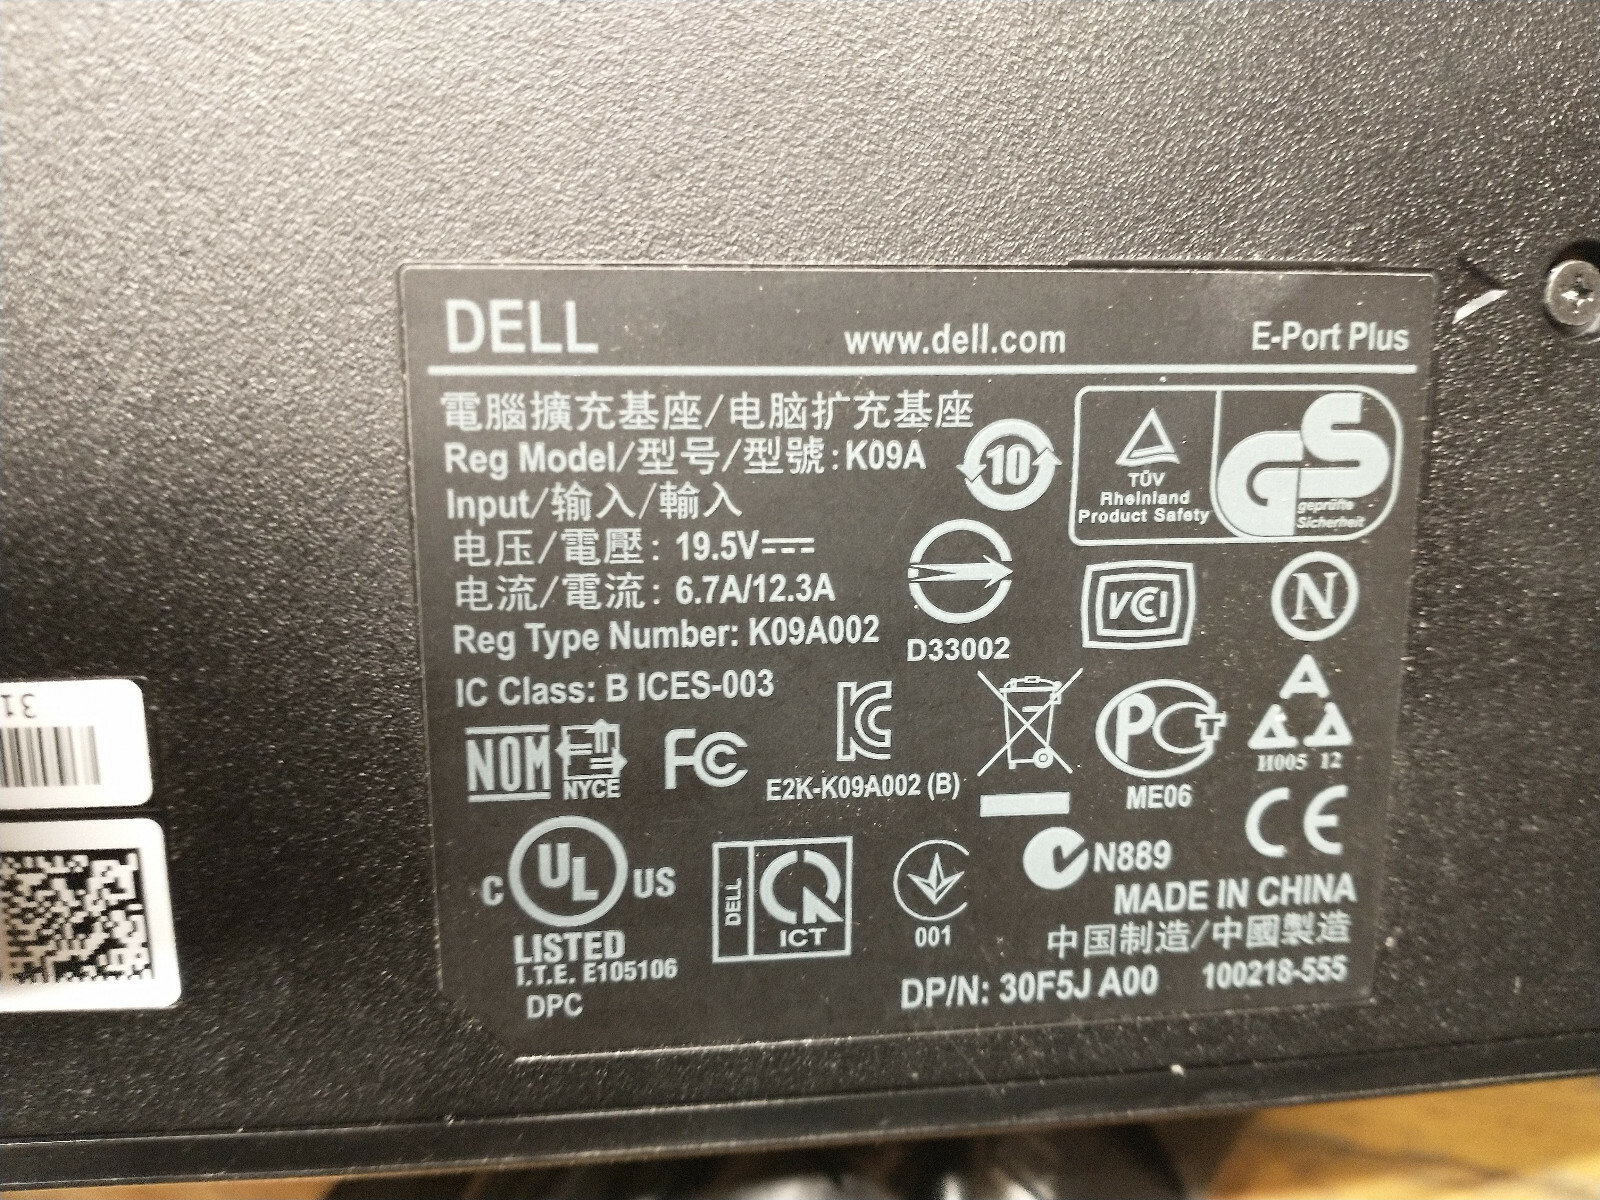 DELL www.dell.com E-Port Plus
電腦擴充基座/电脑扩充基座
Reg Model/型号/型號: K09A
Input/输入/輸入
电压/電壓: 19.5V
电流/電流: 6.7A/12.3A
Reg Type Number: K09A002
IC Class: B ICES-003
10
TÜV
Rheinland
Product Safety
GS
geprüfte
Sicherheit
D33002
VCI
N
NOM
NYCE
FC
E2K-K09A002 (B)
PCT
ME06
И005 12
C UL US
LISTED
I.T.E. E105106
DPC
DELL
ICT
001
N889
CE
MADE IN CHINA
中国制造/中國製造
DP/N: 30F5J A00 100218-555
31